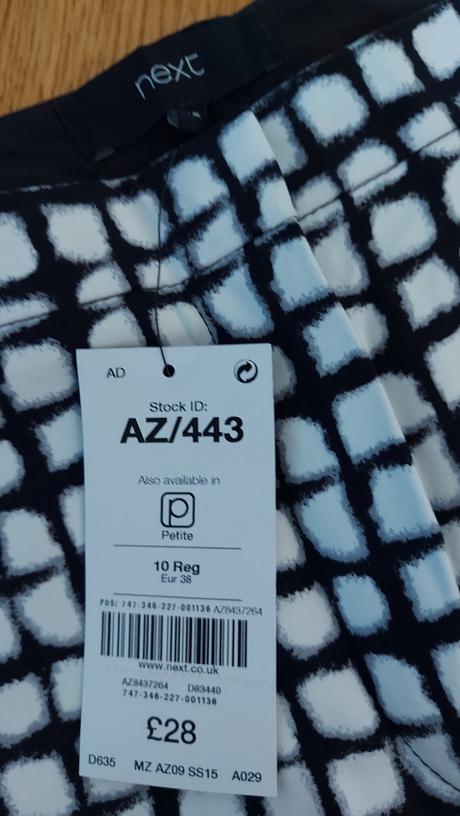 next
AD
Stock ID:
AZ/443
Also available in
P
Petite
10 Reg
Eur 38
POS: 747-346-227-001136 AZ8437264
www.next.co.uk
AZ8437264 D83440
747-346-227-001136
£28
D635 MZ AZ09 SS15 A029